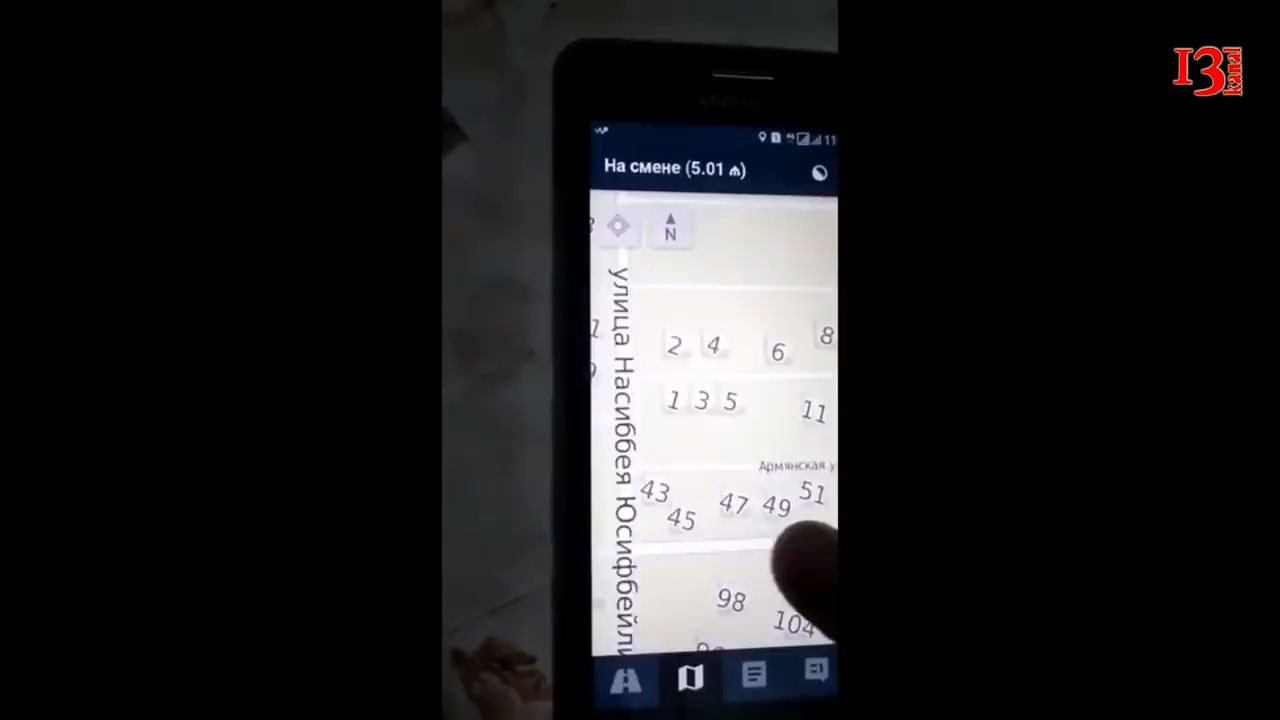 13 kanal
11
На смене (5.01 ₼)
N
улица Насиббея Юсифбейли
2 4 6 8
1 3 5 11
Армянская у
43 45 47 49 51
98 104